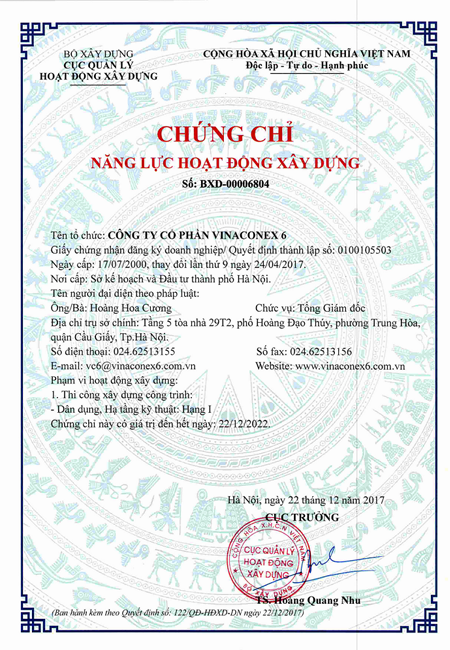 BỘ XÂY DỰNG
CỤC QUẢN LÝ
HOẠT ĐỘNG XÂY DỰNG
CỘNG HÒA XÃ HỘI CHỦ NGHĨA VIỆT NAM
Độc lập - Tự do - Hạnh phúc
CHỨNG CHỈ
NĂNG LỰC HOẠT ĐỘNG XÂY DỰNG
Số: BXD-00006804
Tên tổ chức: CÔNG TY CỔ PHẦN VINACONEX 6
Giấy chứng nhận đăng ký doanh nghiệp/ Quyết định thành lập số: 0100105503
Ngày cấp: 17/07/2000, thay đổi lần thứ 9 ngày 24/04/2017.
Nơi cấp: Sở kế hoạch và Đầu tư thành phố Hà Nội.
Tên người đại diện theo pháp luật:
Ông/Bà: Hoàng Hoa Cương Chức vụ: Tổng Giám đốc
Địa chỉ trụ sở chính: Tầng 5 tòa nhà 29T2, phố Hoàng Đạo Thúy, phường Trung Hòa,
quận Cầu Giấy, Tp.Hà Nội.
Số điện thoại: 024.62513155 Số fax: 024.62513156
E-mail: vc6@vinaconex6.com.vn Website: www.vinaconex6.com.vn
Phạm vi hoạt động xây dựng:
1. Thi công xây dựng công trình:
- Dân dụng, Hạ tầng kỹ thuật: Hạng I
Chứng chỉ này có giá trị đến hết ngày: 22/12/2022.
Hà Nội, ngày 22 tháng 12 năm 2017
CỤC TRƯỞNG
CỘNG HÒA X.H.C.N VIỆT NAM
CỤC QUẢN LÝ
HOẠT ĐỘNG
XÂY DỰNG
BỘ XÂY DỰNG
TS. Hoàng Quang Nhu
(Ban hành kèm theo Quyết định số: 122/QĐ-HĐXD-DN ngày 22/12/2017)